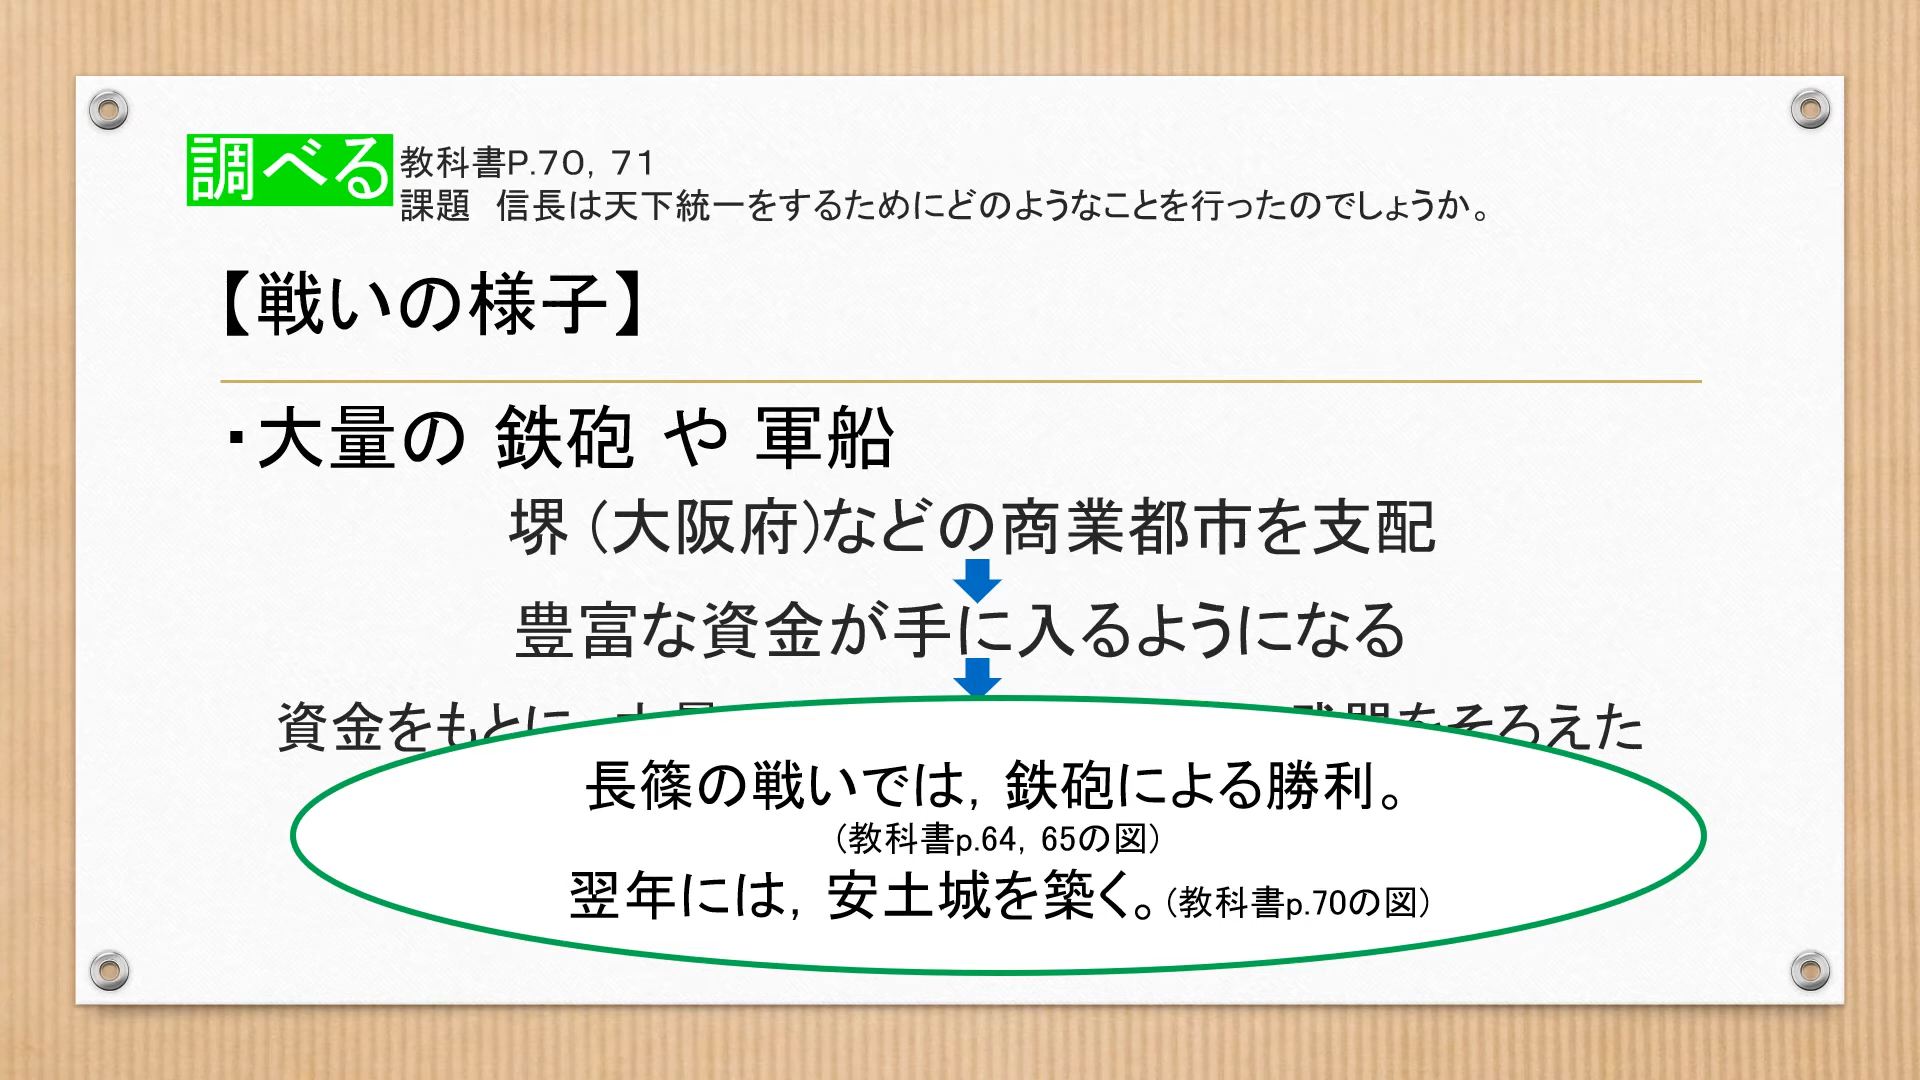 調べる
教科書P.70，71
課題　信長は天下統一をするためにどのようなことを行ったのでしょうか。
【戦いの様子】
・大量の 鉄砲 や 軍船
堺（大阪府)などの商業都市を支配
豊富な資金が手に入るようになる
資金をもとに をそろえた
長篠の戦いでは，鉄砲による勝利。
（教科書p.64，65の図）
翌年には，安土城を築く。（教科書p.70の図）